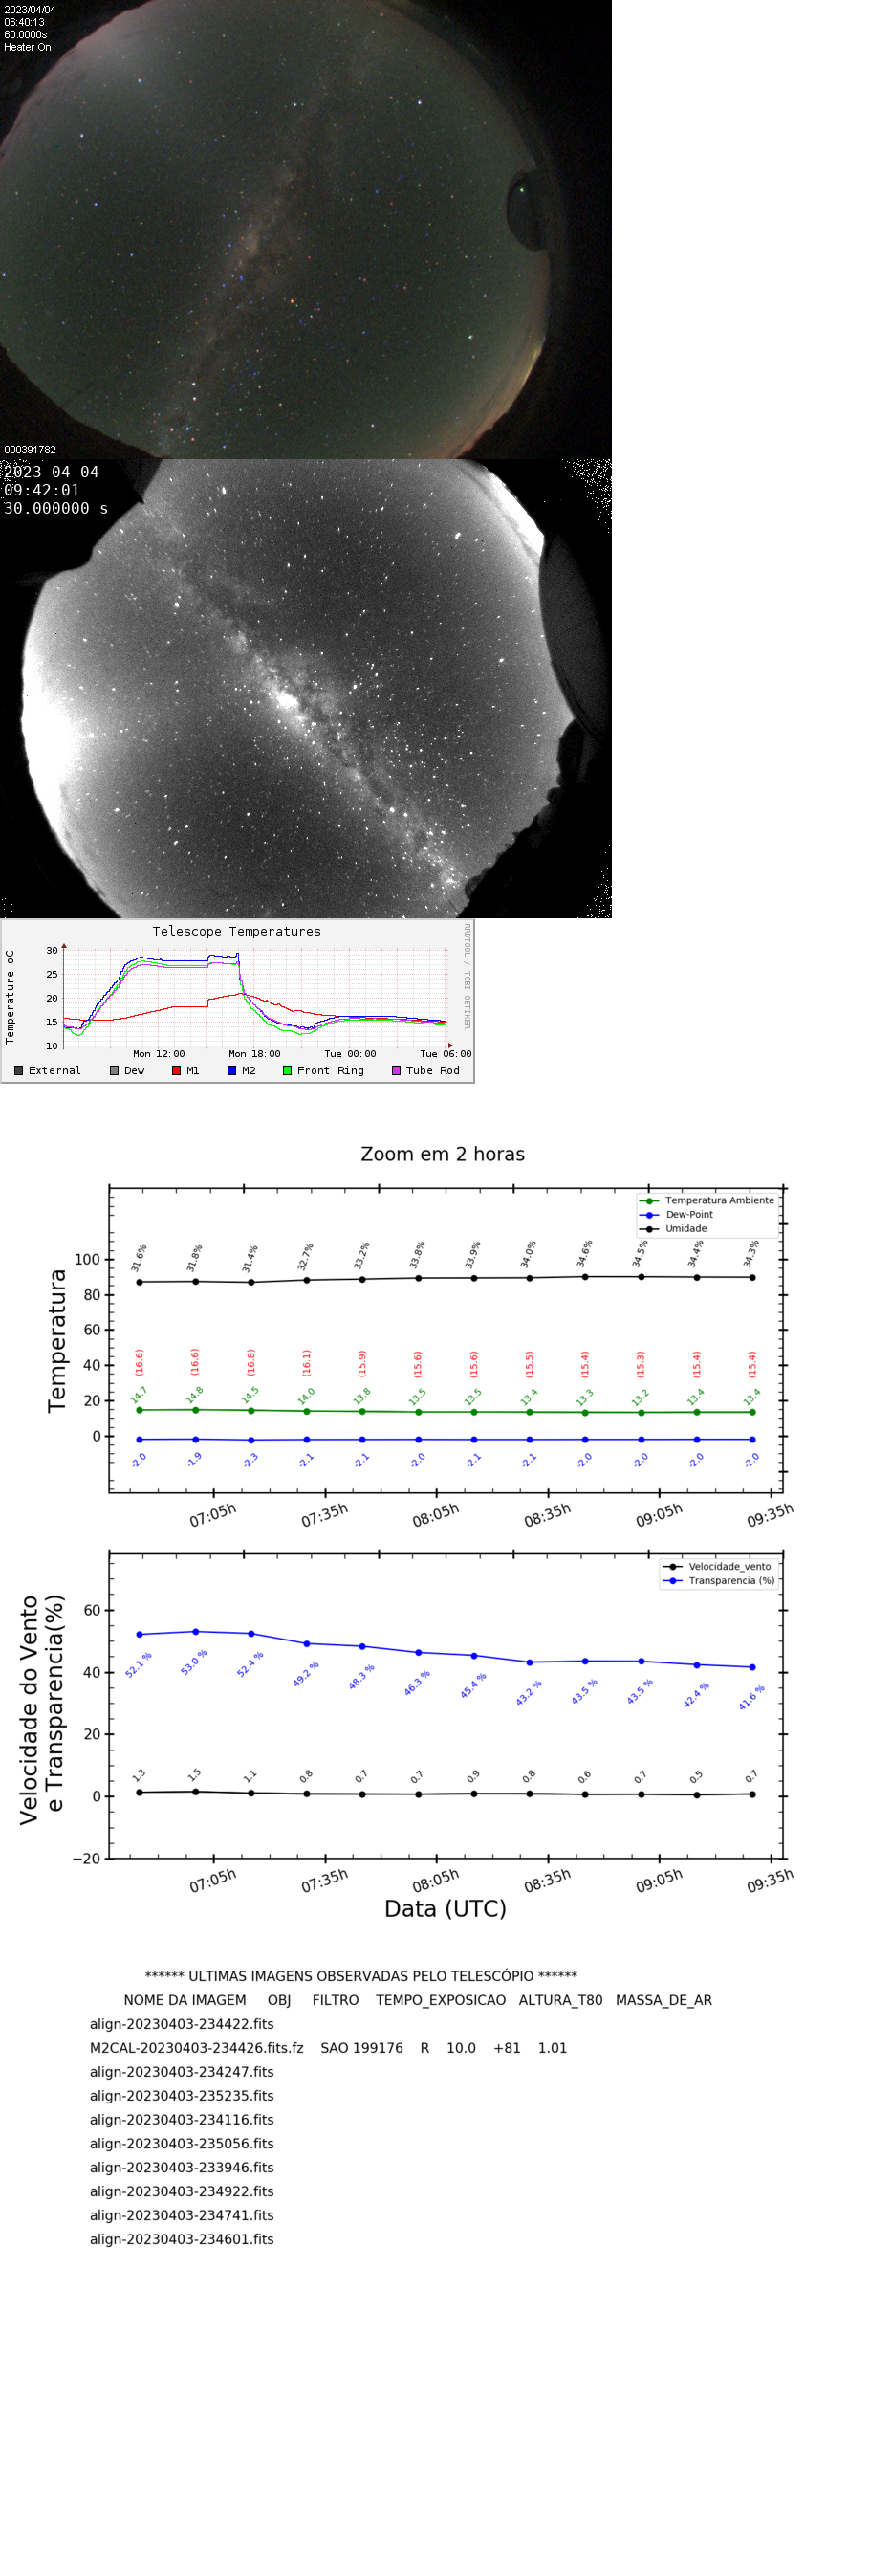 2023/04/04
06:40:13
60.0000s
Heater On
000391782
2023-04-04
09:42:01
30.000000 s
Telescope Temperatures
RRDTOOL / TOBI OETIKER
Temperature oC
30
25
20
15
10
Mon 12:00 Mon 18:00 Tue 00:00 Tue 06:00
External Dew M1 M2 Front Ring Tube Rod
Zoom em 2 horas
Temperatura Ambiente
Dew-Point
Umidade
Temperatura
100
80
60
40
20
0
31.6% 31.8% 31.4% 32.7% 33.2% 33.8% 33.9% 34.0% 34.6% 34.5% 34.4% 34.3%
(16.6) (16.6) (16.8) (16.1) (15.9) (15.6) (15.6) (15.5) (15.4) (15.3) (15.4) (15.4)
14.7 14.8 14.5 14.0 13.8 13.5 13.5 13.4 13.3 13.2 13.4 13.4
-2.0 -1.9 -2.3 -2.1 -2.1 -2.0 -2.1 -2.1 -2.0 -2.0 -2.0 -2.0
07:05h 07:35h 08:05h 08:35h 09:05h 09:35h
Velocidade_vento
Transparencia (%)
Velocidade do Vento
e Transparencia(%)
60
40
20
0
−20
52.1 % 53.0 % 52.4 % 49.2 % 48.3 % 46.3 % 45.4 % 43.2 % 43.5 % 43.5 % 42.4 % 41.6 %
1.3 1.5 1.1 0.8 0.7 0.7 0.9 0.8 0.6 0.7 0.5 0.7
07:05h 07:35h 08:05h 08:35h 09:05h 09:35h
Data (UTC)
****** ULTIMAS IMAGENS OBSERVADAS PELO TELESCÓPIO ******
NOME DA IMAGEM OBJ FILTRO TEMPO_EXPOSICAO ALTURA_T80 MASSA_DE_AR
align-20230403-234422.fits
M2CAL-20230403-234426.fits.fz SAO 199176 R 10.0 +81 1.01
align-20230403-234247.fits
align-20230403-235235.fits
align-20230403-234116.fits
align-20230403-235056.fits
align-20230403-233946.fits
align-20230403-234922.fits
align-20230403-234741.fits
align-20230403-234601.fits